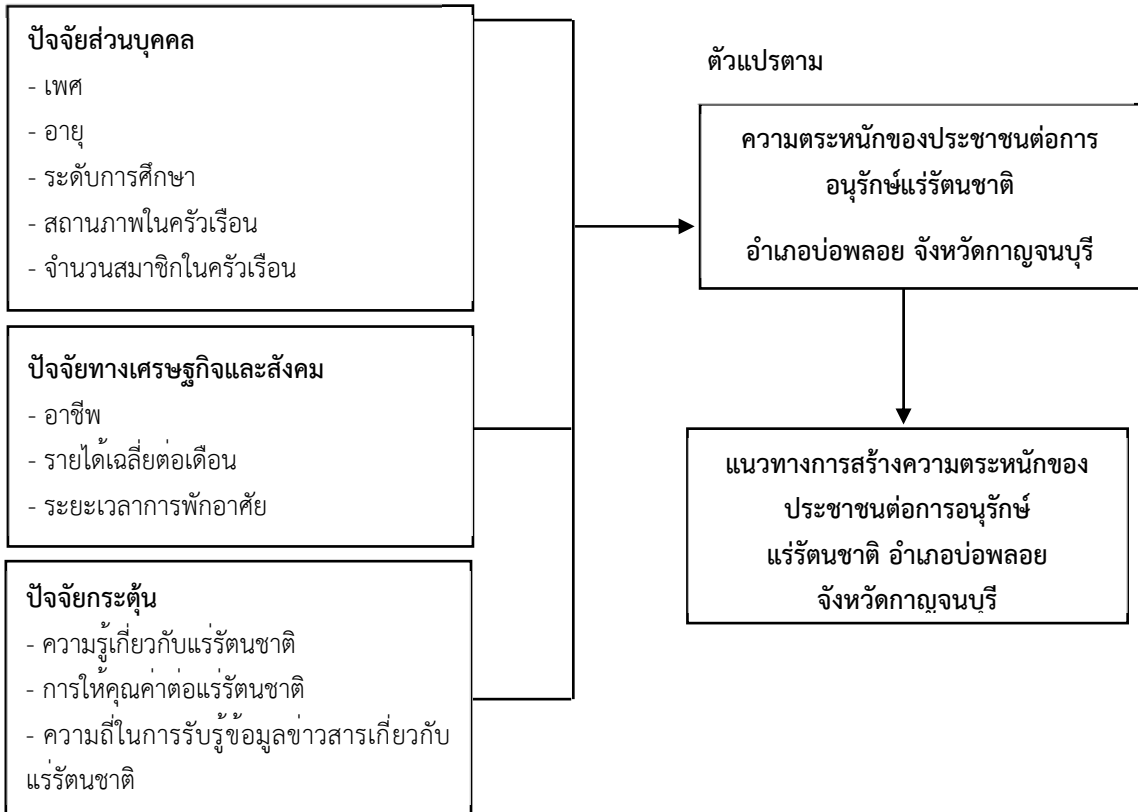 ปัจจัยส่วนบุคคล
- เพศ
- อายุ
- ระดับการศึกษา
- สถานภาพในครัวเรือน
- จำนวนสมาชิกในครัวเรือน
ปัจจัยทางเศรษฐกิจและสังคม
- อาชีพ
- รายได้เฉลี่ยต่อเดือน
- ระยะเวลาการพักอาศัย
ปัจจัยกระตุ้น
- ความรู้เกี่ยวกับแร่รัตนชาติ
- การให้คุณค่าต่อแร่รัตนชาติ
- ความถี่ในการรับรู้ข้อมูลข่าวสารเกี่ยวกับ
แร่รัตนชาติ
ตัวแปรตาม
ความตระหนักของประชาชนต่อการ
อนุรักษ์แร่รัตนชาติ
อำเภอบ่อพลอย จังหวัดกาญจนบุรี
แนวทางการสร้างความตระหนักของ
ประชาชนต่อการอนุรักษ์
แร่รัตนชาติ อำเภอบ่อพลอย
จังหวัดกาญจนบุรี